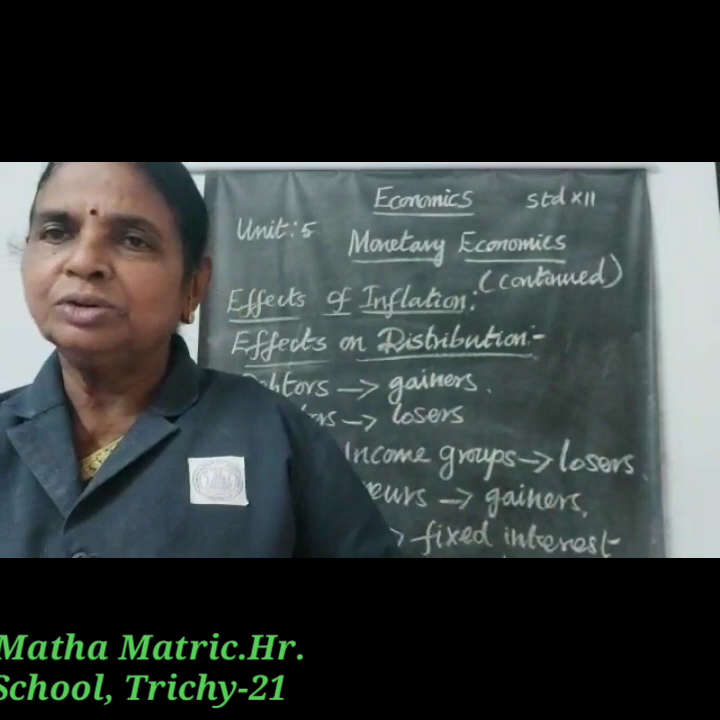 Economics std XII
Unit: 5
Monetary Economics
(continued)
Effects of Inflation:
Effects on Distribution:-
→ gainers.
→ losers
Income groups → losers.
→ gainers.
→ fixed interest-
Matha Matric.Hr.
School, Trichy-21